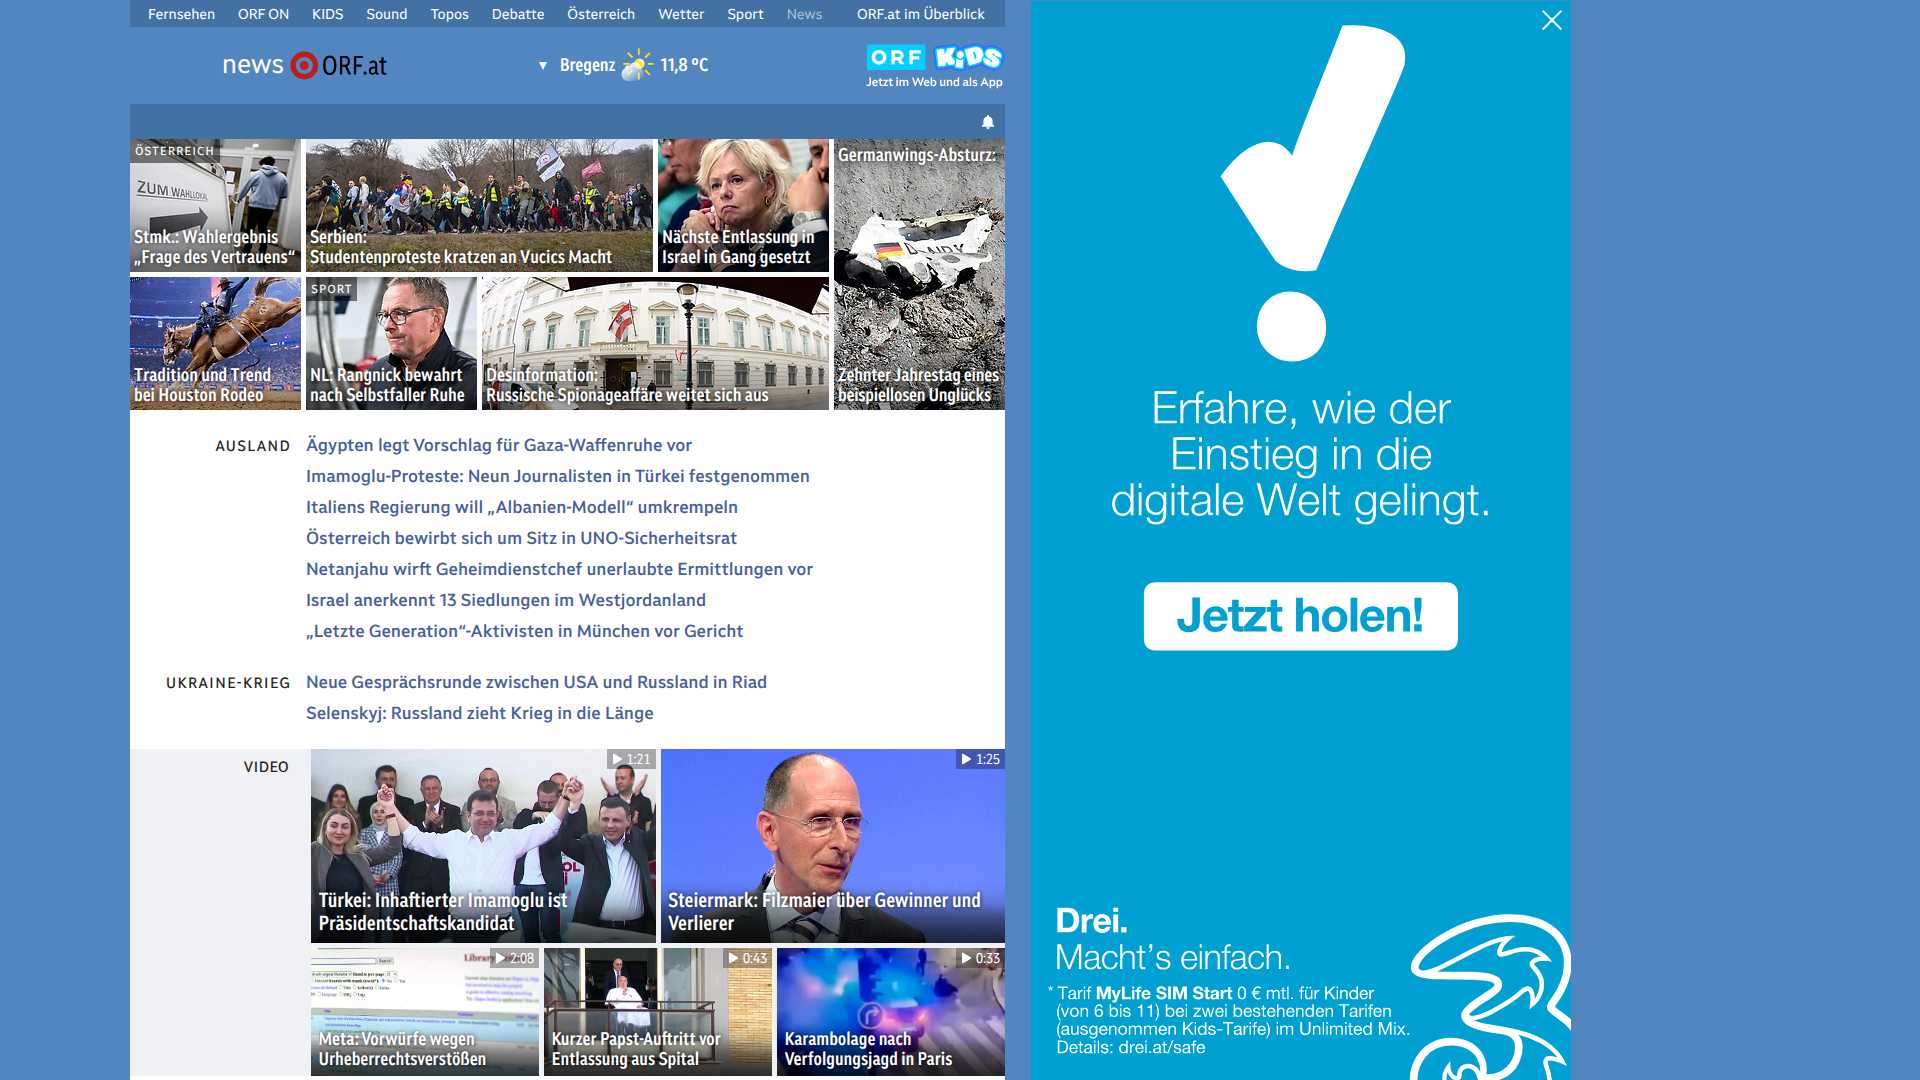 Fernsehen ORF ON KIDS Sound Topos Debatte Österreich Wetter Sport News ORF.at im Überblick
news ORF.at
Bregenz 11,8 °C
ORF KiDS
Jetzt im Web und als App
ÖSTERREICH
ZUM WAHLLOKAL
Stmk.: Wahlergebnis
„Frage des Vertrauens“
Serbien:
Studentenproteste kratzen an Vucics Macht
Nächste Entlassung in
Israel in Gang gesetzt
Germanwings-Absturz:
Zehnter Jahrestag eines
beispiellosen Unglücks
Tradition und Trend
bei Houston Rodeo
SPORT
NL: Rangnick bewahrt
nach Selbstfaller Ruhe
Desinformation:
Russische Spionageaffäre weitet sich aus
AUSLAND
Ägypten legt Vorschlag für Gaza-Waffenruhe vor
Imamoglu-Proteste: Neun Journalisten in Türkei festgenommen
Italiens Regierung will „Albanien-Modell“ umkrempeln
Österreich bewirbt sich um Sitz in UNO-Sicherheitsrat
Netanjahu wirft Geheimdienstchef unerlaubte Ermittlungen vor
Israel anerkennt 13 Siedlungen im Westjordanland
„Letzte Generation“-Aktivisten in München vor Gericht
UKRAINE-KRIEG
Neue Gesprächsrunde zwischen USA und Russland in Riad
Selenskyj: Russland zieht Krieg in die Länge
VIDEO
1:21
Türkei: Inhaftierter Imamoglu ist
Präsidentschaftskandidat
1:25
Steiermark: Filzmaier über Gewinner und
Verlierer
2:08
Meta: Vorwürfe wegen
Urheberrechtsverstößen
0:43
Kurzer Papst-Auftritt vor
Entlassung aus Spital
0:33
Karambolage nach
Verfolgungsjagd in Paris
Erfahre, wie der
Einstieg in die
digitale Welt gelingt.
Jetzt holen!
Drei.
Macht's einfach.
* Tarif MyLife SIM Start 0 € mtl. für Kinder
(von 6 bis 11) bei zwei bestehenden Tarifen
(ausgenommen Kids-Tarife) im Unlimited Mix.
Details: drei.at/safe